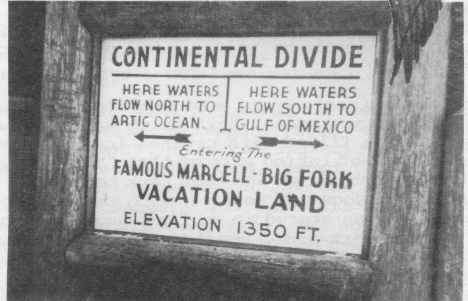 CONTINENTAL DIVIDE
HERE WATERS
FLOW NORTH TO
ARTIC OCEAN.
HERE WATERS
FLOW SOUTH TO
GULF OF MEXICO
Entering The
FAMOUS MARCELL-BIG FORK
VACATION LAND
ELEVATION 1350 FT.